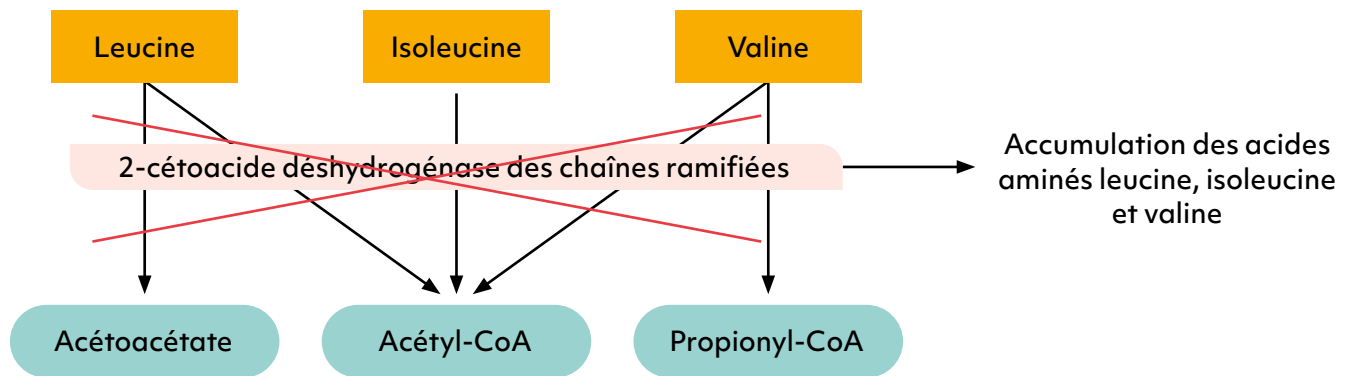 Leucine
Isoleucine
Valine
2-cétoacide déshydrogénase des chaînes ramifiées
Accumulation des acides
aminés leucine, isoleucine
et valine
Acétoacétate
Acétyl-CoA
Propionyl-CoA